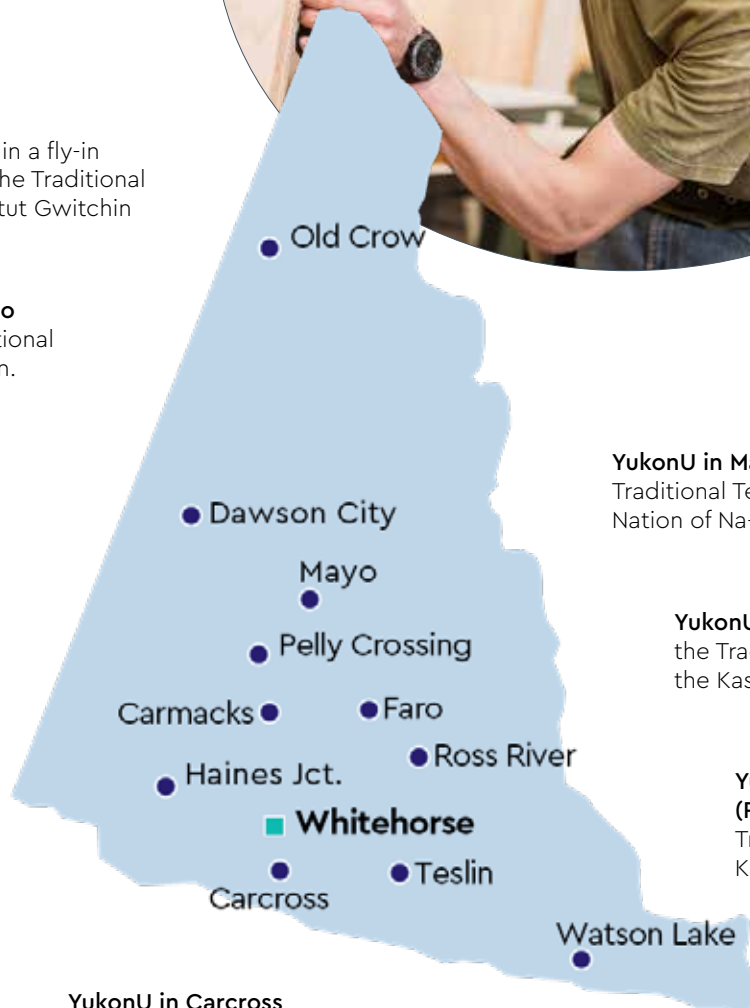 in a fly-in
he Traditional
tut Gwitchin
Old Crow
o
tional
n.
YukonU in Ma
Traditional Te
Nation of Na-
Dawson City
Mayo
YukonU
the Tra
the Kas
Pelly Crossing
Carmacks
Faro
Ross River
Haines Jct.
Whitehorse
Tr
K
Carcross
Teslin
Watson Lake
YukonU in Carcross